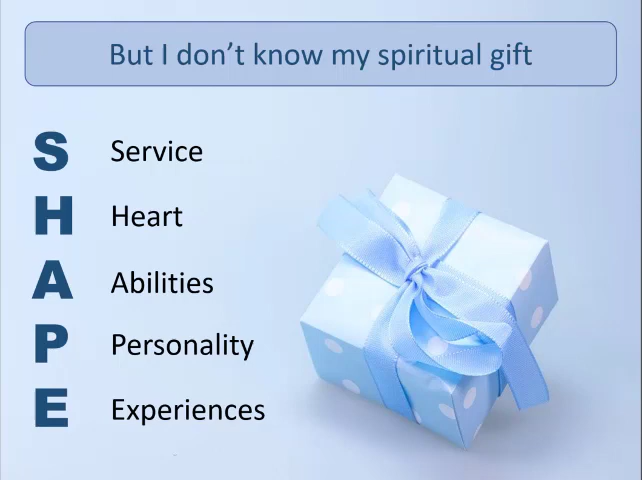 But I don't know my spiritual gift
S Service
H Heart
A Abilities
P Personality
E Experiences